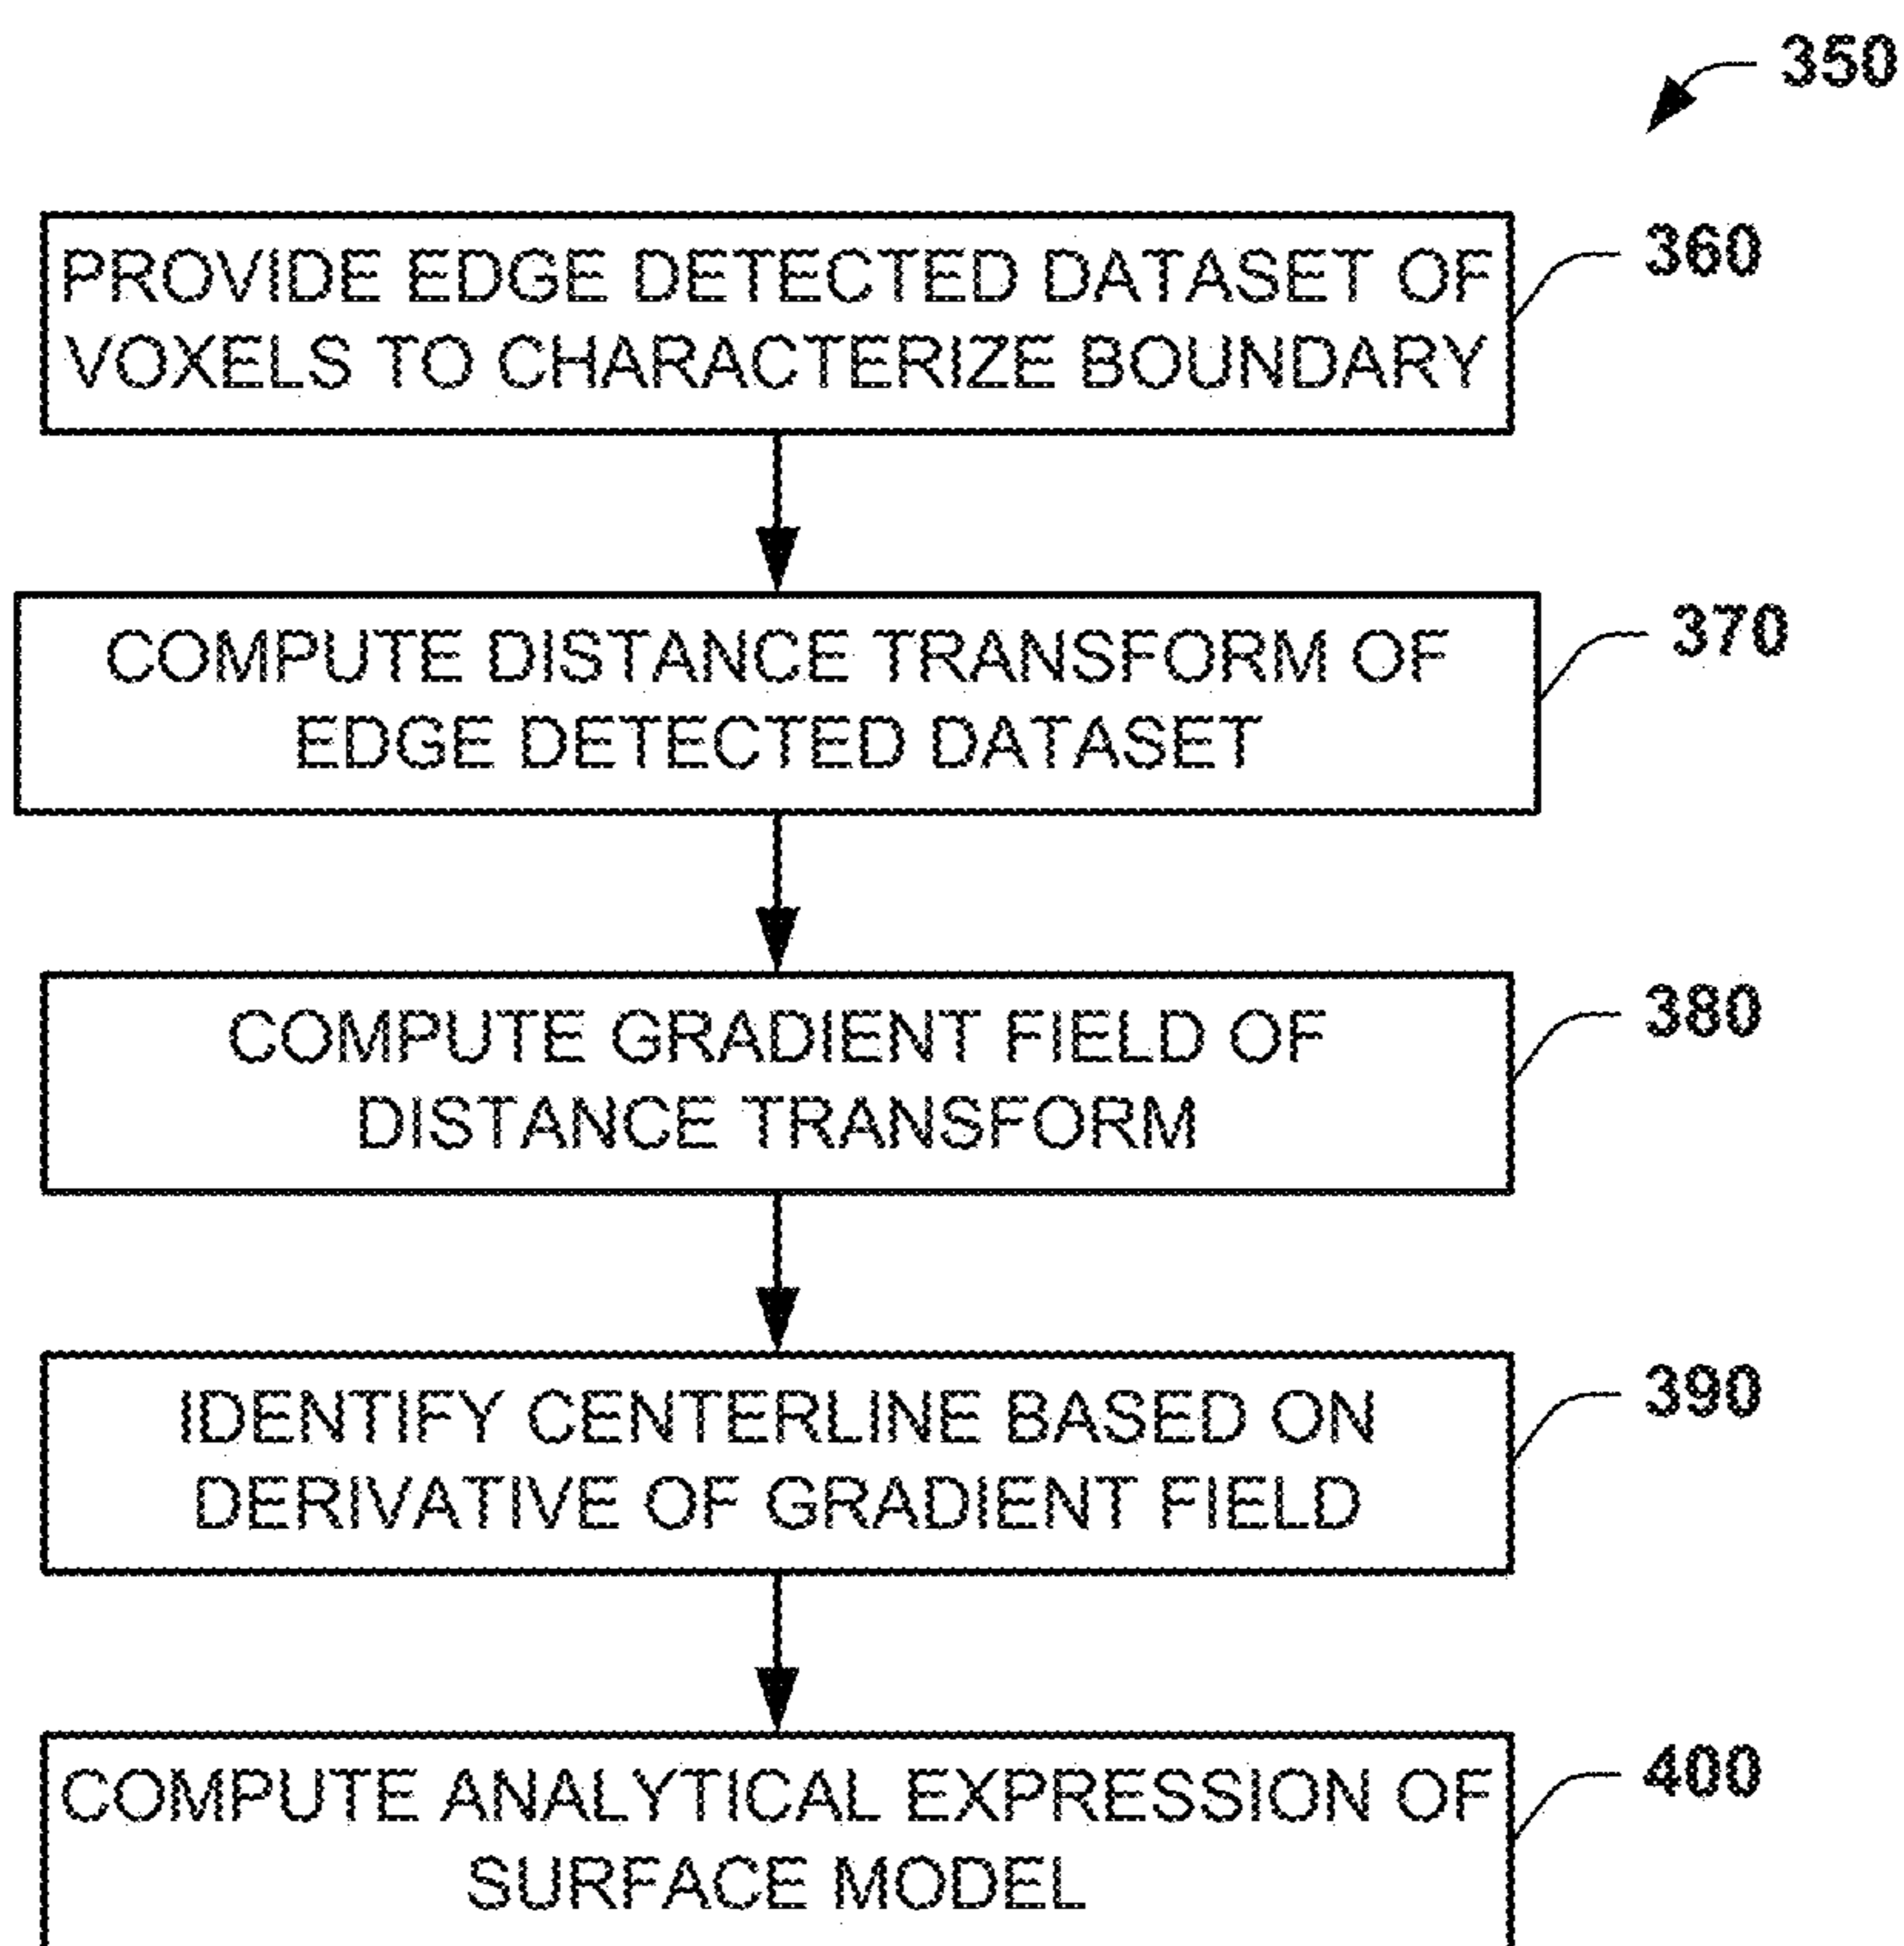 350
PROVIDE EDGE DETECTED DATASET OF
VOXELS TO CHARACTERIZE BOUNDARY
360
COMPUTE DISTANCE TRANSFORM OF
EDGE DETECTED DATASET
370
COMPUTE GRADIENT FIELD OF
DISTANCE TRANSFORM
380
IDENTIFY CENTERLINE BASED ON
DERIVATIVE OF GRADIENT FIELD
390
COMPUTE ANALYTICAL EXPRESSION OF
SURFACE MODEL
400